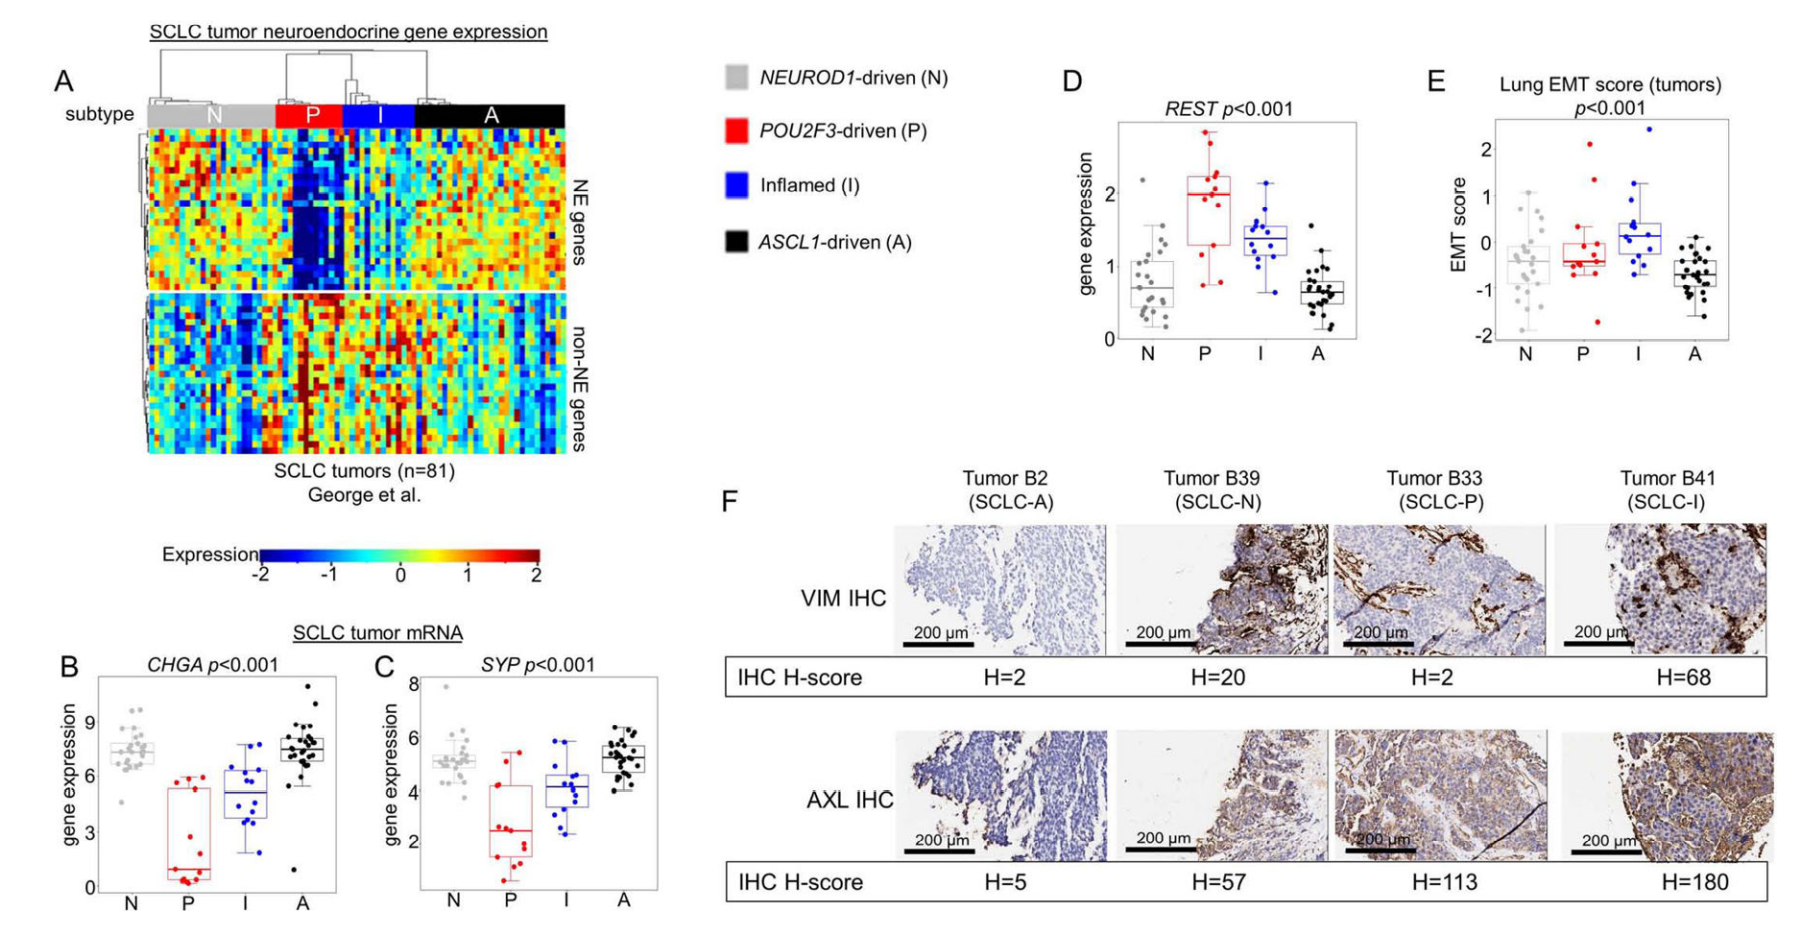 SCLC tumor neuroendocrine gene expression
A
subtype
N P I A
NE genes
non-NE genes
SCLC tumors (n=81)
George et al.
Expression
-2 -1 0 1 2
NEUROD1-driven (N)
POU2F3-driven (P)
Inflamed (I)
ASCL1-driven (A)
SCLC tumor mRNA
B
CHGA p<0.001
gene expression
9
6
3
0
N P I A
C
SYP p<0.001
gene expression
8
6
4
2
N P I A
D
REST p<0.001
gene expression
2
1
0
N P I A
E
Lung EMT score (tumors)
p<0.001
EMT score
2
1
0
-1
-2
N P I A
F
Tumor B2 (SCLC-A)
Tumor B39 (SCLC-N)
Tumor B33 (SCLC-P)
Tumor B41 (SCLC-I)
VIM IHC
200 µm 200 µm 200 µm 200 µm
IHC H-score H=2 H=20 H=2 H=68
AXL IHC
200 µm 200 µm 200 µm 200 µm
IHC H-score H=5 H=57 H=113 H=180